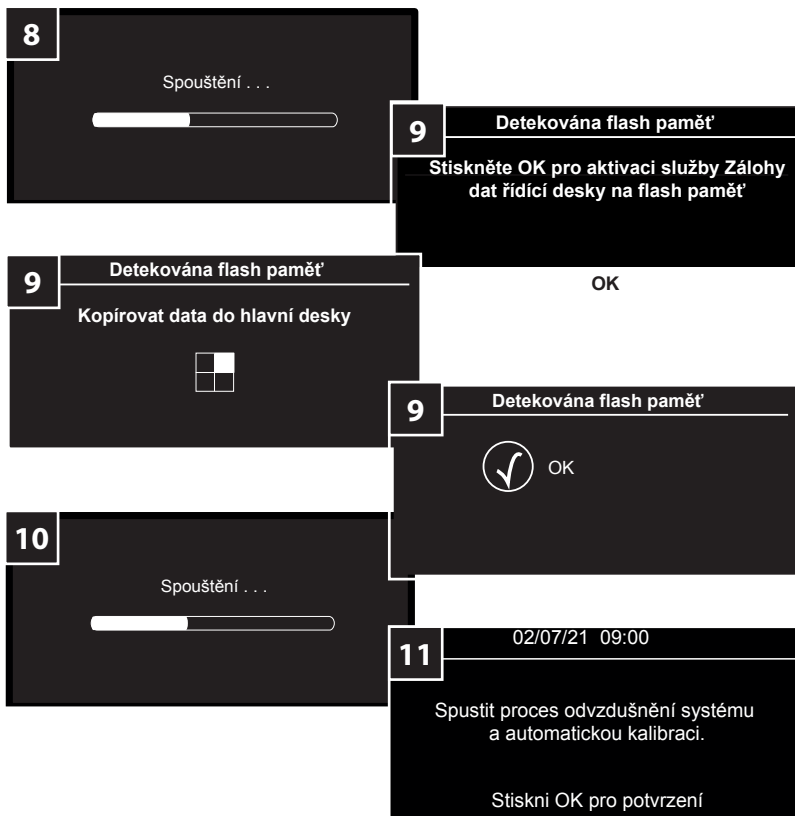 8
Spouštění . . .
9
Detekována flash paměť
Stiskněte OK pro aktivaci služby Zálohy
dat řídící desky na flash paměť
OK
9
Detekována flash paměť
Kopírovat data do hlavní desky
9
Detekována flash paměť
OK
10
Spouštění . . .
11
02/07/21 09:00
Spustit proces odvzdušnění systému
a automatickou kalibraci.
Stiskni OK pro potvrzení